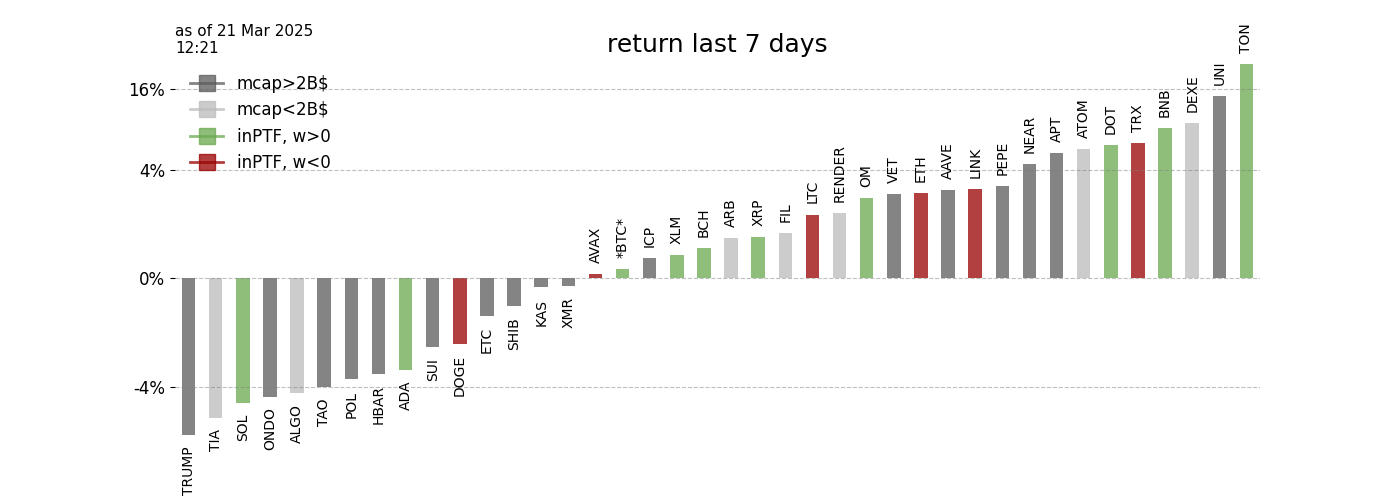 as of 21 Mar 2025
12:21
return last 7 days
mcap>2B$
mcap<2B$
inPTF, w>0
inPTF, w<0
16%
4%
0%
-4%
TRUMP
TIA
SOL
ONDO
ALGO
TAO
POL
HBAR
ADA
SUI
DOGE
ETC
SHIB
KAS
XMR
AVAX
*BTC*
ICP
XLM
BCH
ARB
XRP
FIL
LTC
RENDER
OM
VET
ETH
AAVE
LINK
PEPE
NEAR
APT
ATOM
DOT
TRX
BNB
DEXE
UNI
TON